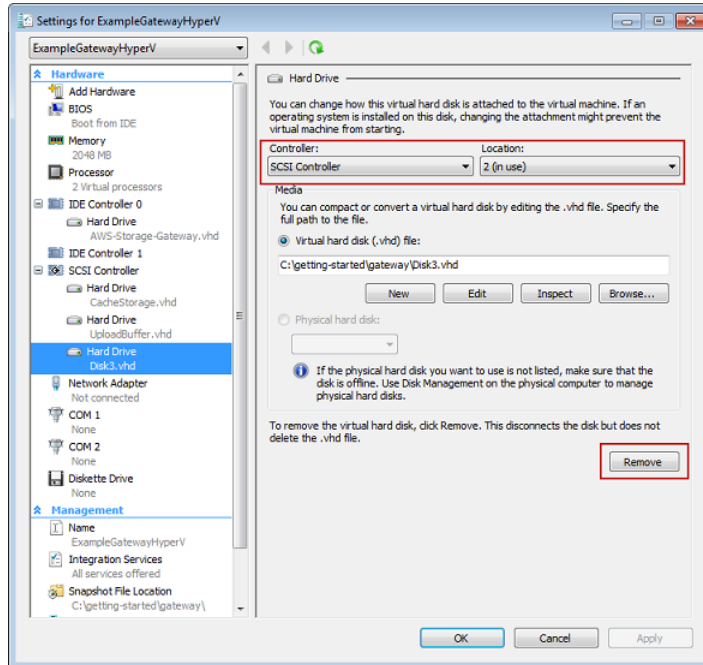 Settings for ExampleGatewayHyperV
ExampleGatewayHyperV
Hardware
Add Hardware
BIOS
Boot from IDE
Memory
2048 MB
Processor
2 Virtual processors
IDE Controller 0
Hard Drive
AWS-Storage-Gateway.vhd
IDE Controller 1
SCSI Controller
Hard Drive
CacheStorage.vhd
Hard Drive
UploadBuffer.vhd
Hard Drive
Disk3.vhd
Network Adapter
Not connected
COM 1
None
COM 2
None
Diskette Drive
None
Management
Name
ExampleGatewayHyperV
Integration Services
All services offered
Snapshot File Location
C:\getting-started\gateway\
Hard Drive
You can change how this virtual hard disk is attached to the virtual machine. If an
operating system is installed on this disk, changing the attachment might prevent the
virtual machine from starting.
Controller: Location:
SCSI Controller 2 (in use)
Media
You can compact or convert a virtual hard disk by editing the .vhd file. Specify the
full path to the file.
Virtual hard disk (.vhd) file:
C:\getting-started\gateway\Disk3.vhd
New Edit Inspect Browse...
Physical hard disk:
If the physical hard disk you want to use is not listed, make sure that the
disk is offline. Use Disk Management on the physical computer to manage
physical hard disks.
To remove the virtual hard disk, click Remove. This disconnects the disk but does not
delete the .vhd file.
Remove
OK Cancel Apply